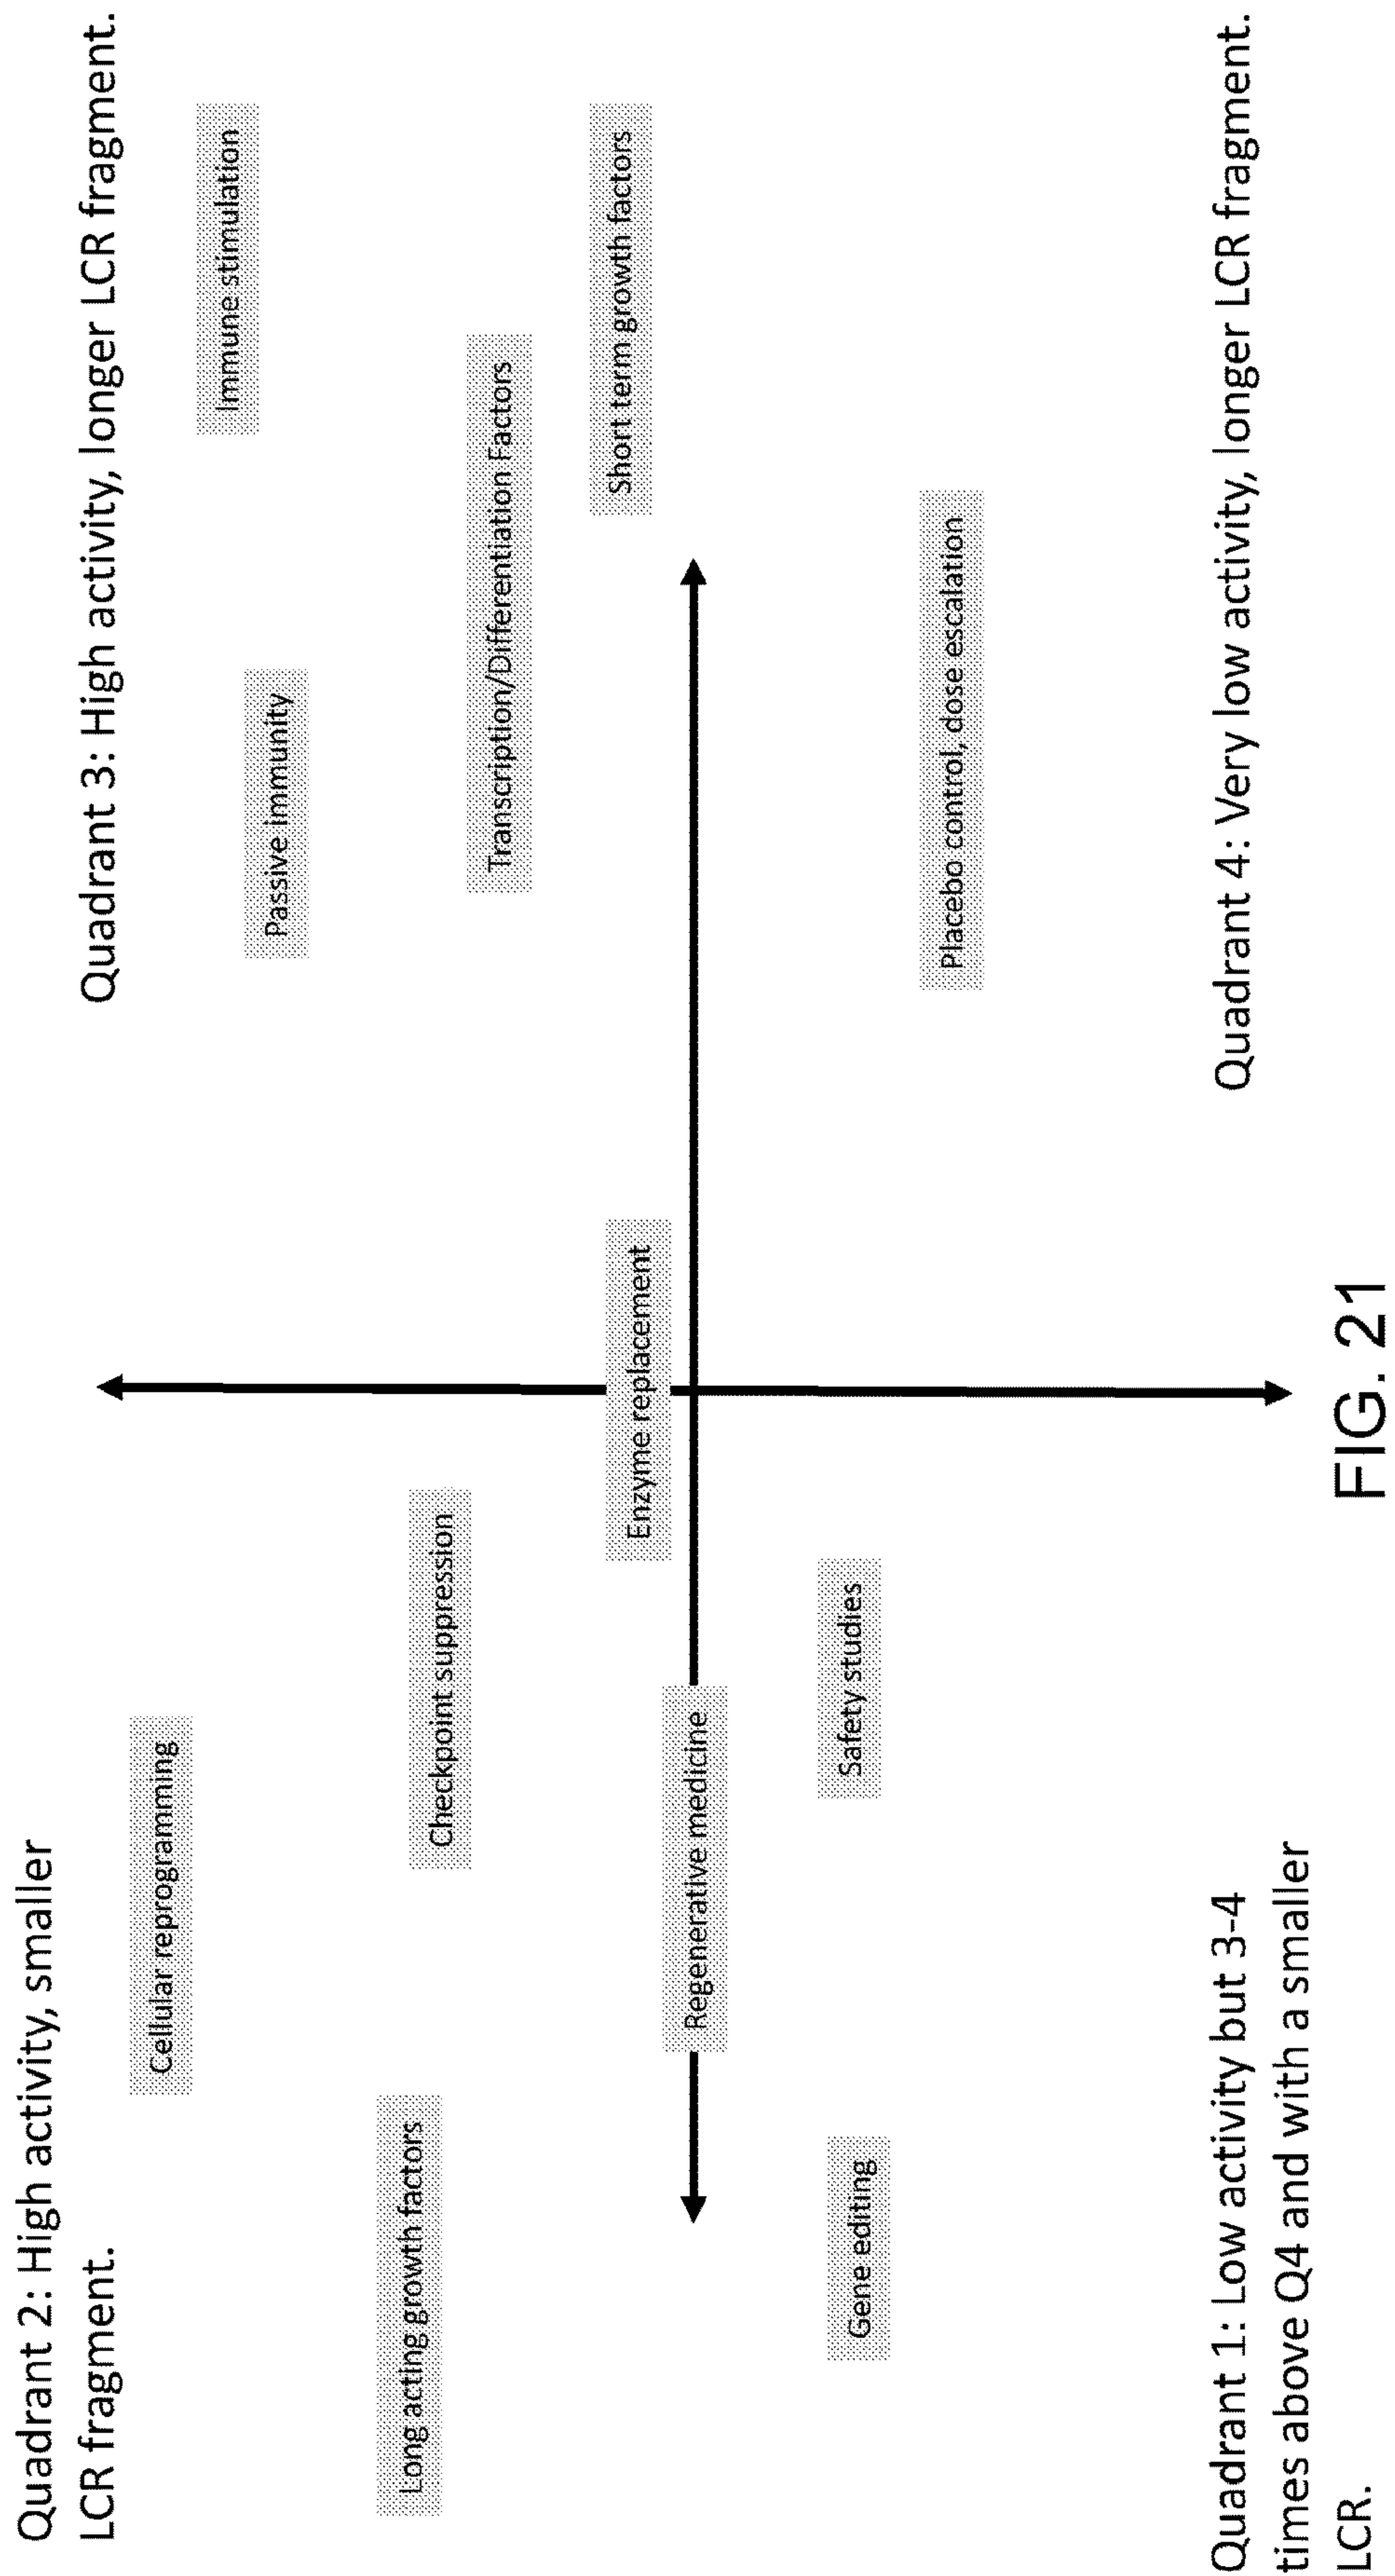 Quadrant 2: High activity, smaller
LCR fragment.
Quadrant 3: High activity, longer LCR fragment.
Cellular reprogramming
Immune stimulation
Passive immunity
Long acting growth factors
Checkpoint suppression
Transcription/Differentiation Factors
Short term growth factors
Enzyme replacement
Regenerative medicine
Safety studies
Gene editing
Placebo control, dose escalation
Quadrant 1: Low activity but 3-4
times above Q4 and with a smaller
LCR.
Quadrant 4: Very low activity, longer LCR fragment.
FIG. 21